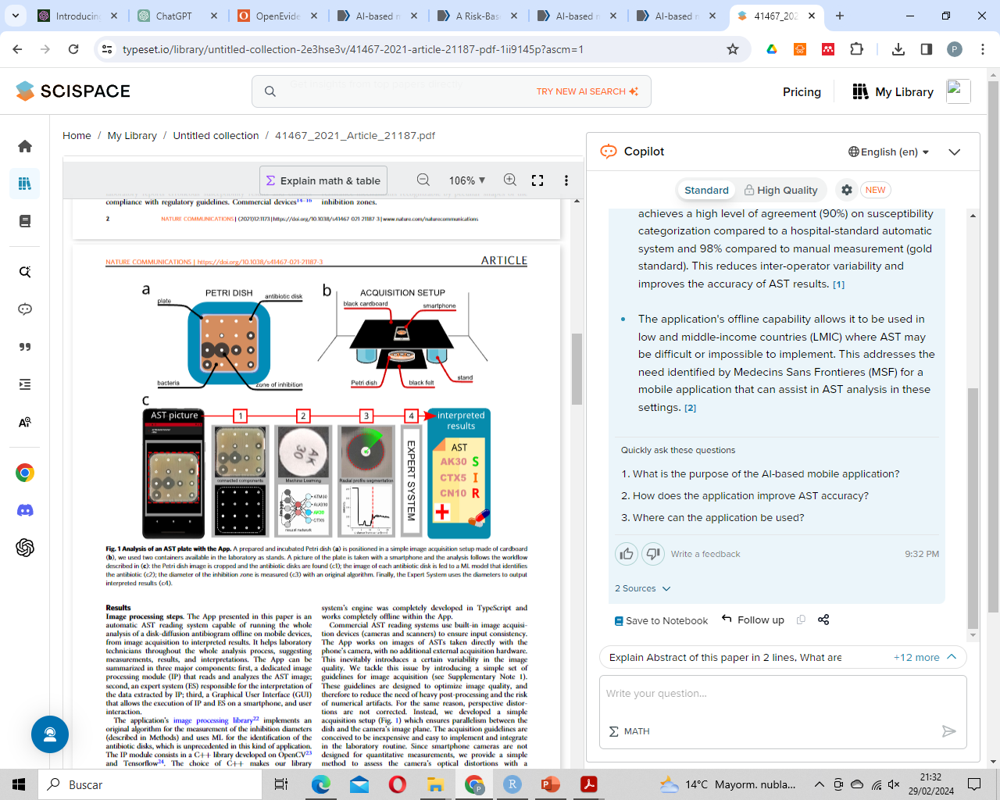 Introducing
ChatGPT
OpenEvide
AI-based m
A Risk-Bas
AI-based m
AI-based m
41467_202
typeset.io/library/untitled-collection-2e3hse3v/41467-2021-article-21187-pdf-1ii9145p?ascm=1
P
SCISPACE
Get insights from top papers directly
TRY NEW AI SEARCH
Pricing
My Library
Home / My Library / Untitled collection / 41467_2021_Article_21187.pdf
Explain math & table
106%
compliance with regulatory guidelines. Commercial devices14–16
inhibition zones.
2
NATURE COMMUNICATIONS | (2021)12:1173 | https://doi.org/10.1038/s41467-021-21187-3 | www.nature.com/naturecommunications
NATURE COMMUNICATIONS | https://doi.org/10.1038/s41467-021-21187-3
ARTICLE
a
PETRI DISH
plate
antibiotic disk
bacteria
zone of inhibition
b
ACQUISITION SETUP
black cardboard
smartphone
Petri dish
black felt
stand
c
AST picture
1
2
3
4
interpreted
results
connected components
Machine Learning
Radial profile segmentation
AK
30
image
neural network
ATM30
AUG30
AK30
CTX5
EXPERT SYSTEM
AST
AK30 S
CTX5 I
CN10 R
Fig. 1 Analysis of an AST plate with the App. A prepared and incubated Petri dish (a) is positioned in a simple image acquisition setup made of cardboard
(b), we used two containers available in the laboratory as stands. A picture of the plate is taken with a smartphone and the analysis follows the workflow
described in (c): the Petri dish image is cropped and the antibiotic disks are found (c1); the image of each antibiotic disk is fed to a ML model that identifies
the antibiotic (c2); the diameter of the inhibition zone is measured (c3) with an original algorithm. Finally, the Expert System uses the diameters to output
interpreted results (c4).
Results
Image processing steps. The App presented in this paper is an
automatic AST reading system capable of running the whole
analysis of a disk-diffusion antibiogram offline on mobile devices,
from image acquisition to interpreted results. It helps laboratory
technicians throughout the whole analysis process, suggesting
measurements, results, and interpretations. The App can be
summarized in three major components: first, a dedicated image
processing module (IP) that reads and analyzes the AST image;
second, an expert system (ES) responsible for the interpretation of
the data extracted by IP; third, a Graphical User Interface (GUI)
that allows the execution of IP and ES on a smartphone, and user
interaction.
The application's image processing library22 implements an
original algorithm for the measurement of the inhibition diameters
(described in Methods) and uses ML for the identification of the
antibiotic disks, which is unprecedented in this kind of application.
The IP module consists in a C++ library developed on OpenCV23
and Tensorflow24. The choice of C++ makes our library
system's engine was completely developed in TypeScript and
works completely offline within the App.
Commercial AST reading systems use built-in image acquisi-
tion devices (cameras and scanners) to ensure input consistency.
The App works on images of ASTs taken directly with the
phone's camera, with no additional external acquisition hardware.
This inevitably introduces a certain variability in the image
quality. We tackle this issue by introducing a simple set of
guidelines for image acquisition (see Supplementary Note 1).
These guidelines are designed to optimize image quality, and
therefore to reduce the need of heavy post-processing and the risk
of numerical artifacts. For the same reason, perspective distor-
tions are not corrected. Instead, we developed a simple
acquisition setup (Fig. 1) which ensures parallelism between the
dish and the camera's image plane. The acquisition guidelines are
conceived to be inexpensive and easy to implement and integrate
in the laboratory routine. Since smartphone cameras are not
designed for quantitative measurements, we provide a simple
method to assess the camera's optical distortions with a
Copilot
English (en)
Standard
High Quality
NEW
achieves a high level of agreement (90%) on susceptibility
categorization compared to a hospital-standard automatic
system and 98% compared to manual measurement (gold
standard). This reduces inter-operator variability and
improves the accuracy of AST results. [1]
• The application's offline capability allows it to be used in
low and middle-income countries (LMIC) where AST may
be difficult or impossible to implement. This addresses the
need identified by Medecins Sans Frontieres (MSF) for a
mobile application that can assist in AST analysis in these
settings. [2]
Quickly ask these questions
1. What is the purpose of the AI-based mobile application?
2. How does the application improve AST accuracy?
3. Where can the application be used?
Write a feedback
9:32 PM
2 Sources
Save to Notebook
Follow up
Explain Abstract of this paper in 2 lines, What are
+12 more
Write your question...
MATH
Buscar
14°C Mayorm. nubla...
21:32
29/02/2024